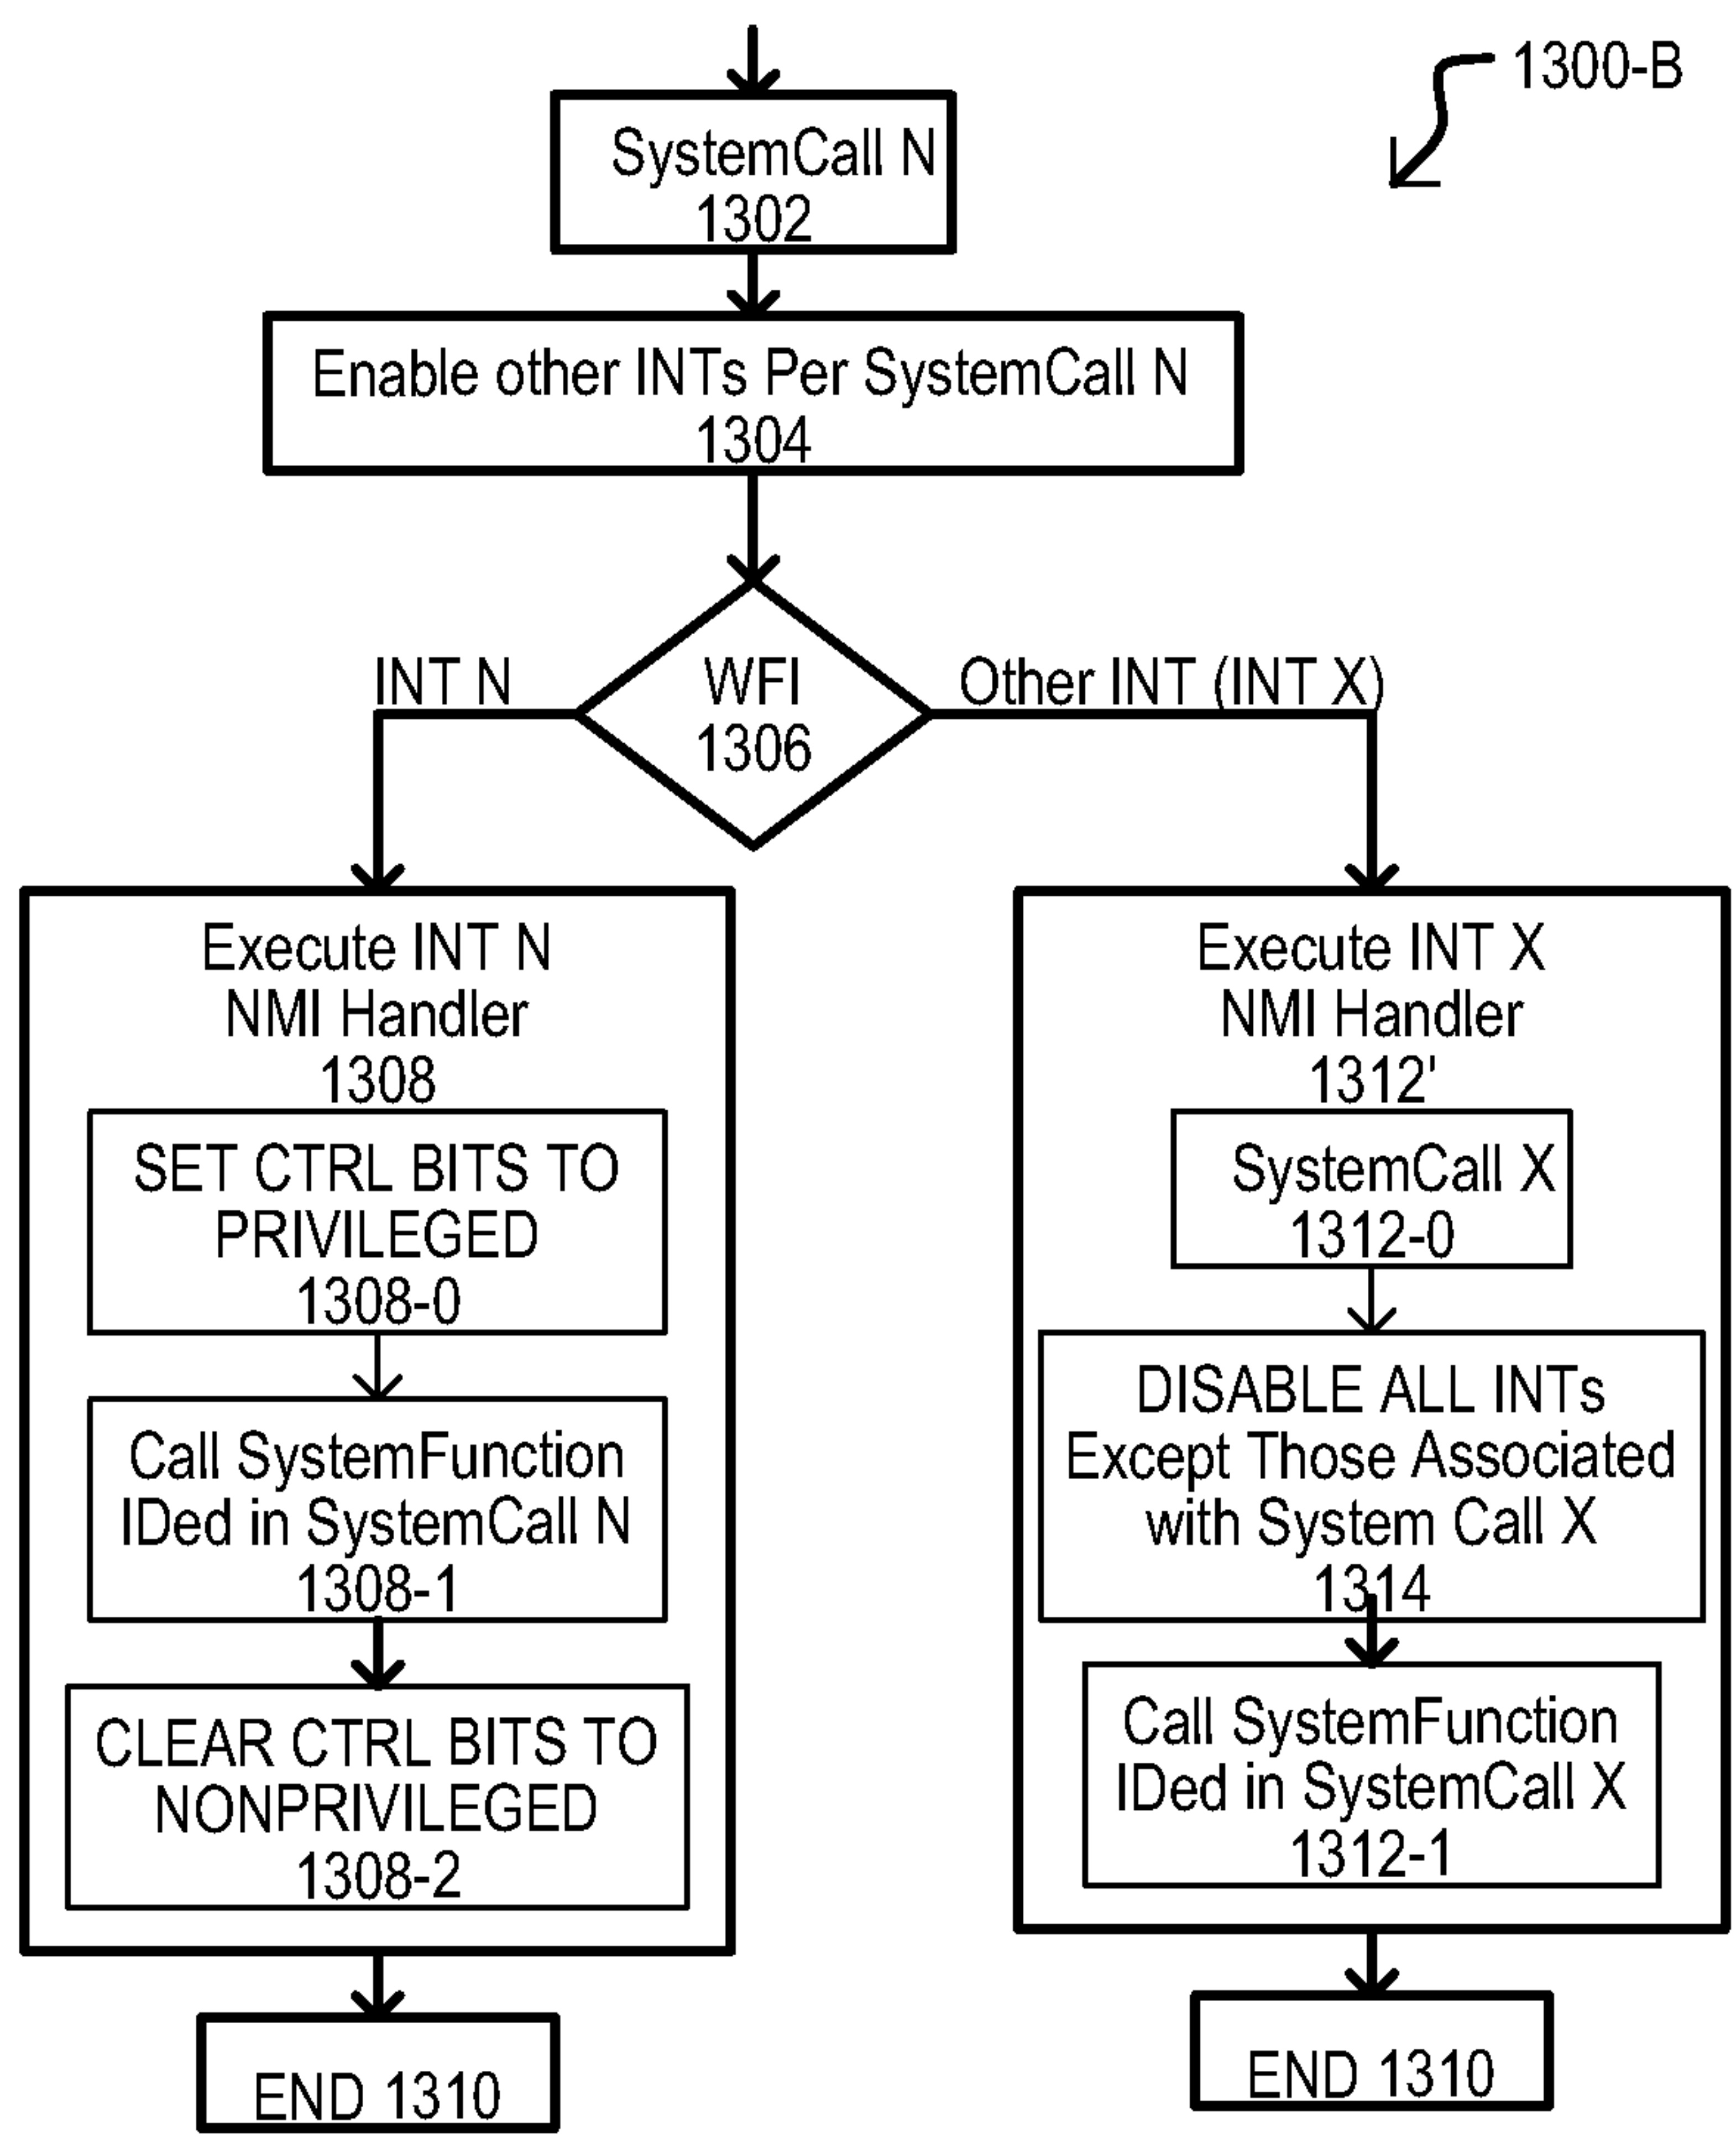 1300-B
SystemCall N
1302
Enable other INTs Per SystemCall N
1304
INT N
WFI
1306
Other INT (INT X)
Execute INT N
NMI Handler
1308
SET CTRL BITS TO
PRIVILEGED
1308-0
Call SystemFunction
IDed in SystemCall N
1308-1
CLEAR CTRL BITS TO
NONPRIVILEGED
1308-2
END 1310
Execute INT X
NMI Handler
1312'
SystemCall X
1312-0
DISABLE ALL INTs
Except Those Associated
with System Call X
1314
Call SystemFunction
IDed in SystemCall X
1312-1
END 1310